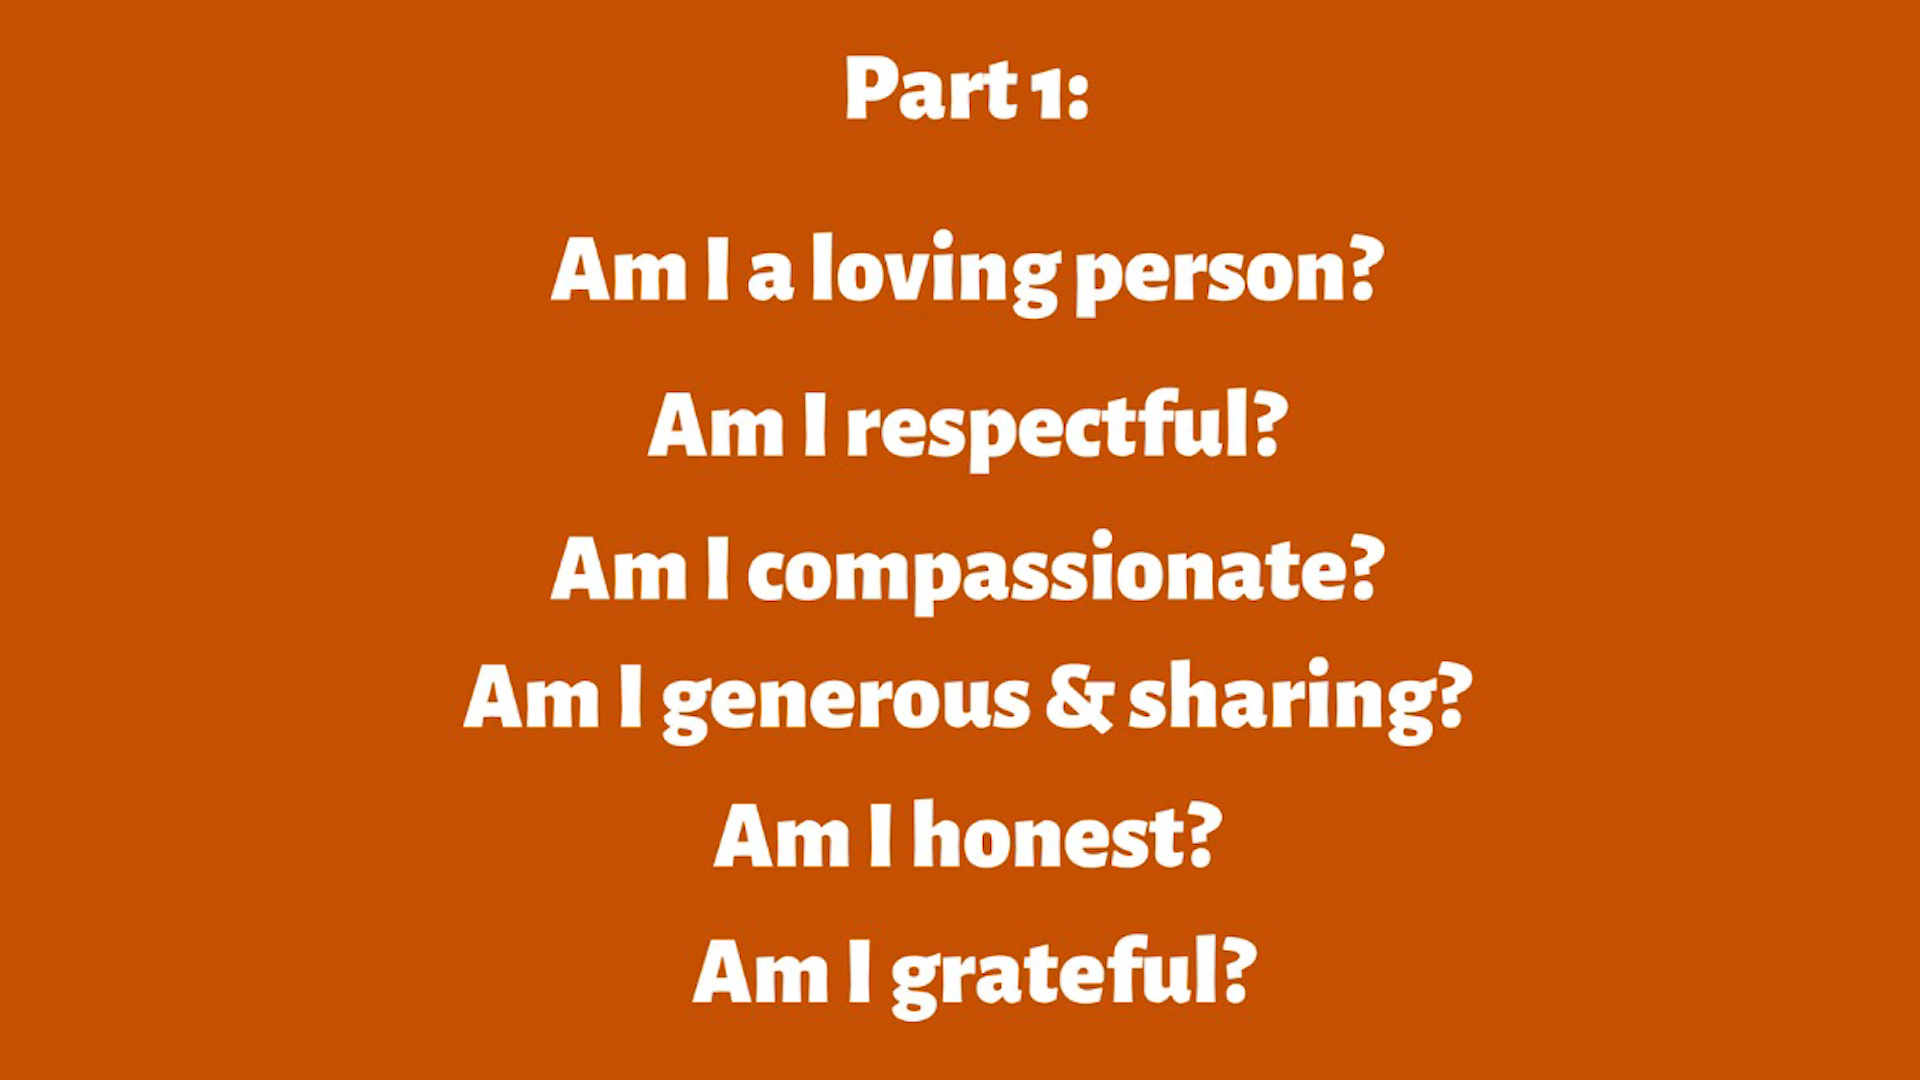 Part 1:
Am I a loving person?
Am I respectful?
Am I compassionate?
Am I generous & sharing?
Am I honest?
Am I grateful?